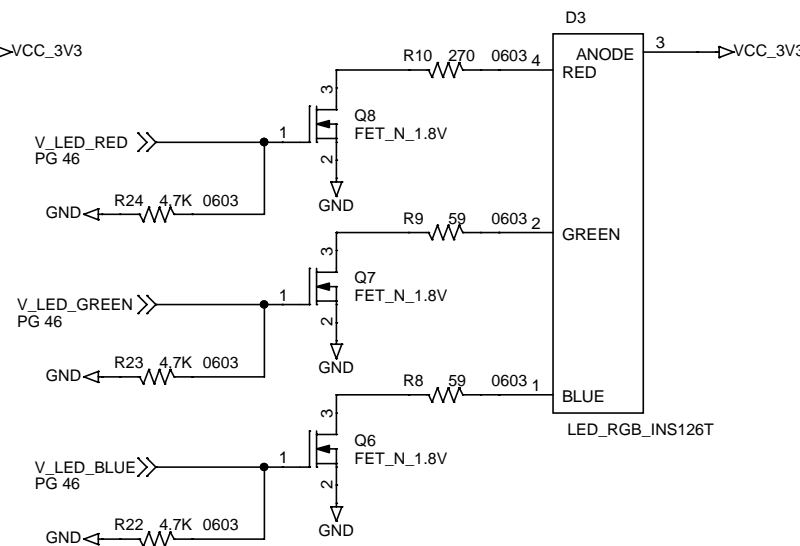 D3
VCC_3V3
R10 270 0603 4
ANODE 3
VCC_3V3
RED
3
Q8
FET_N_1.8V
1
V_LED_RED
PG 46
2
R24 4.7K 0603
GND
GND
R9 59 0603 2
GREEN
3
Q7
FET_N_1.8V
1
V_LED_GREEN
PG 46
2
R23 4.7K 0603
GND
GND
R8 59 0603 1
BLUE
3
LED_RGB_INS126T
Q6
FET_N_1.8V
1
V_LED_BLUE
PG 46
2
R22 4.7K 0603
GND
GND